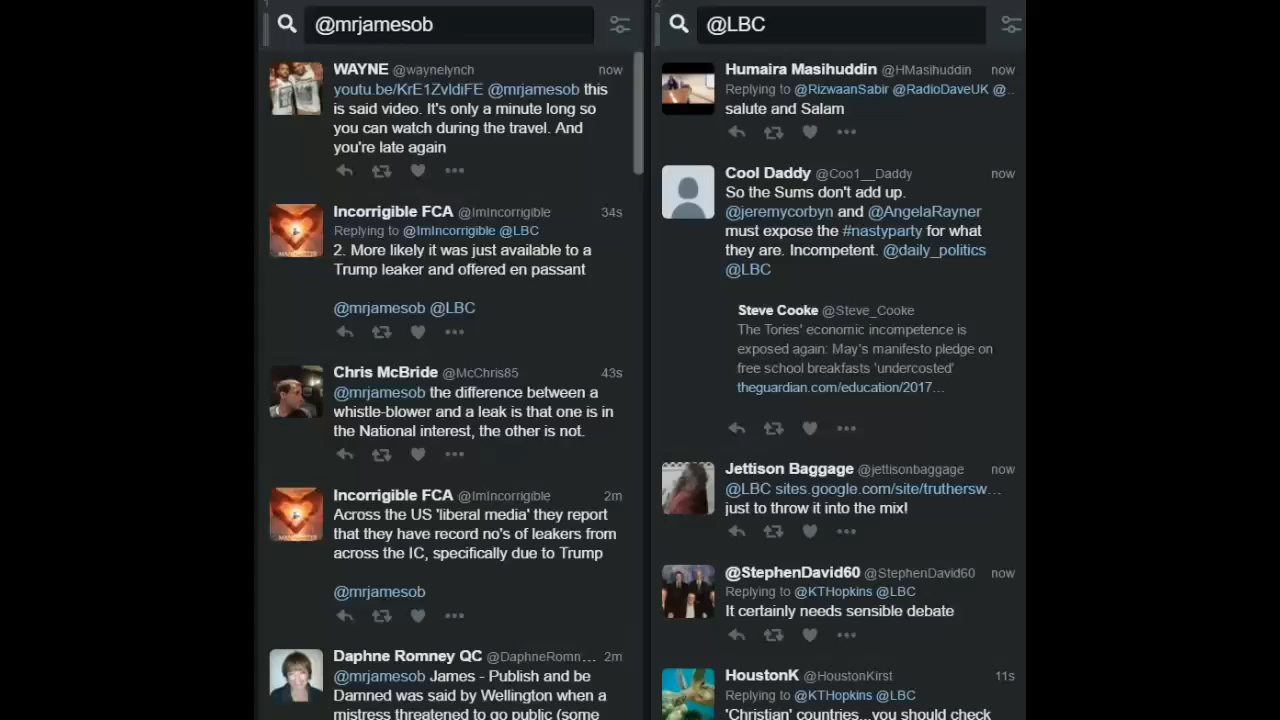 1
@mrjamesob
WAYNE @waynelynch now
youtu.be/KrE1ZvIdiFE @mrjamesob this
is said video. It's only a minute long so
you can watch during the travel. And
you're late again
Incorrigible FCA @ImIncorrigible 34s
Replying to @ImIncorrigible @LBC
2. More likely it was just available to a
Trump leaker and offered en passant
@mrjamesob @LBC
Chris McBride @McChris85 43s
@mrjamesob the difference between a
whistle-blower and a leak is that one is in
the National interest, the other is not.
Incorrigible FCA @ImIncorrigible 2m
Across the US 'liberal media' they report
that they have record no's of leakers from
across the IC, specifically due to Trump
@mrjamesob
Daphne Romney QC @DaphneRomn... 2m
@mrjamesob James - Publish and be
Damned was said by Wellington when a
mistress threatened to go public (some
2
@LBC
Humaira Masihuddin @HMasihuddin now
Replying to @RizwaanSabir @RadioDaveUK @..
salute and Salam
Cool Daddy @Coo1__Daddy now
So the Sums don't add up.
@jeremycorbyn and @AngelaRayner
must expose the #nastyparty for what
they are. Incompetent. @daily_politics
@LBC
Steve Cooke @Steve_Cooke
The Tories' economic incompetence is
exposed again: May's manifesto pledge on
free school breakfasts 'undercosted'
theguardian.com/education/2017...
Jettison Baggage @jettisonbaggage now
@LBC sites.google.com/site/truthersw...
just to throw it into the mix!
@StephenDavid60 @StephenDavid60 now
Replying to @KTHopkins @LBC
It certainly needs sensible debate
HoustonK @HoustonKirst 11s
Replying to @KTHopkins @LBC
'Christian' countries...you should check